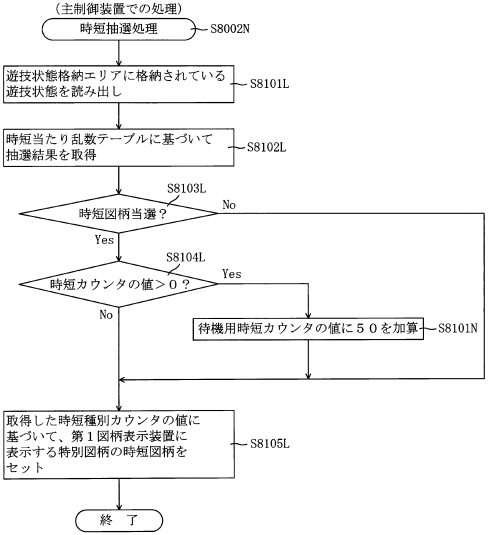 (主制御装置での処理)
時短抽選処理
S8002N
遊技状態格納エリアに格納されている
遊技状態を読み出し
S8101L
時短当たり乱数テーブルに基づいて
抽選結果を取得
S8102L
S8103L
時短図柄当選？
No
Yes
S8104L
時短カウンタの値＞０？
Yes
No
待機用時短カウンタの値に５０を加算
S8101N
取得した時短種別カウンタの値に
基づいて、第１図柄表示装置に
表示する特別図柄の時短図柄を
セット
S8105L
終 了